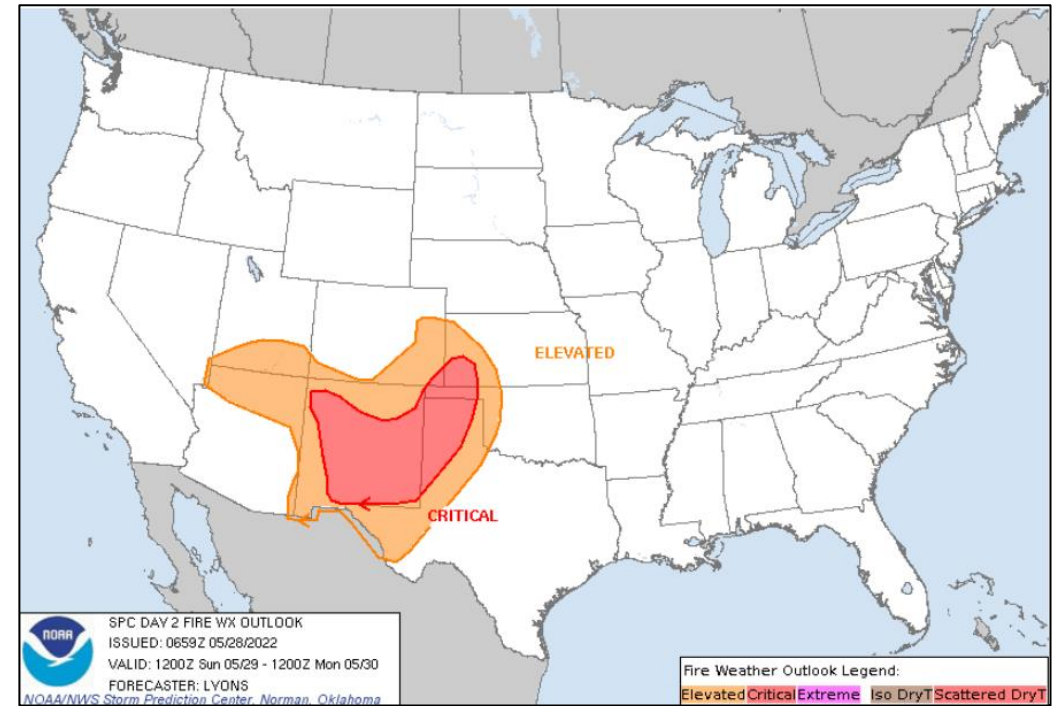 ELEVATED
CRITICAL
NOAA
SPC DAY 2 FIRE WX OUTLOOK
ISSUED: 0659Z 05/28/2022
VALID: 1200Z Sun 05/29 - 1200Z Mon 05/30
FORECASTER: LYONS
NOAA/NWS Storm Prediction Center, Norman, Oklahoma
Fire Weather Outlook Legend:
Elevated Critical Extreme Iso DryT Scattered DryT